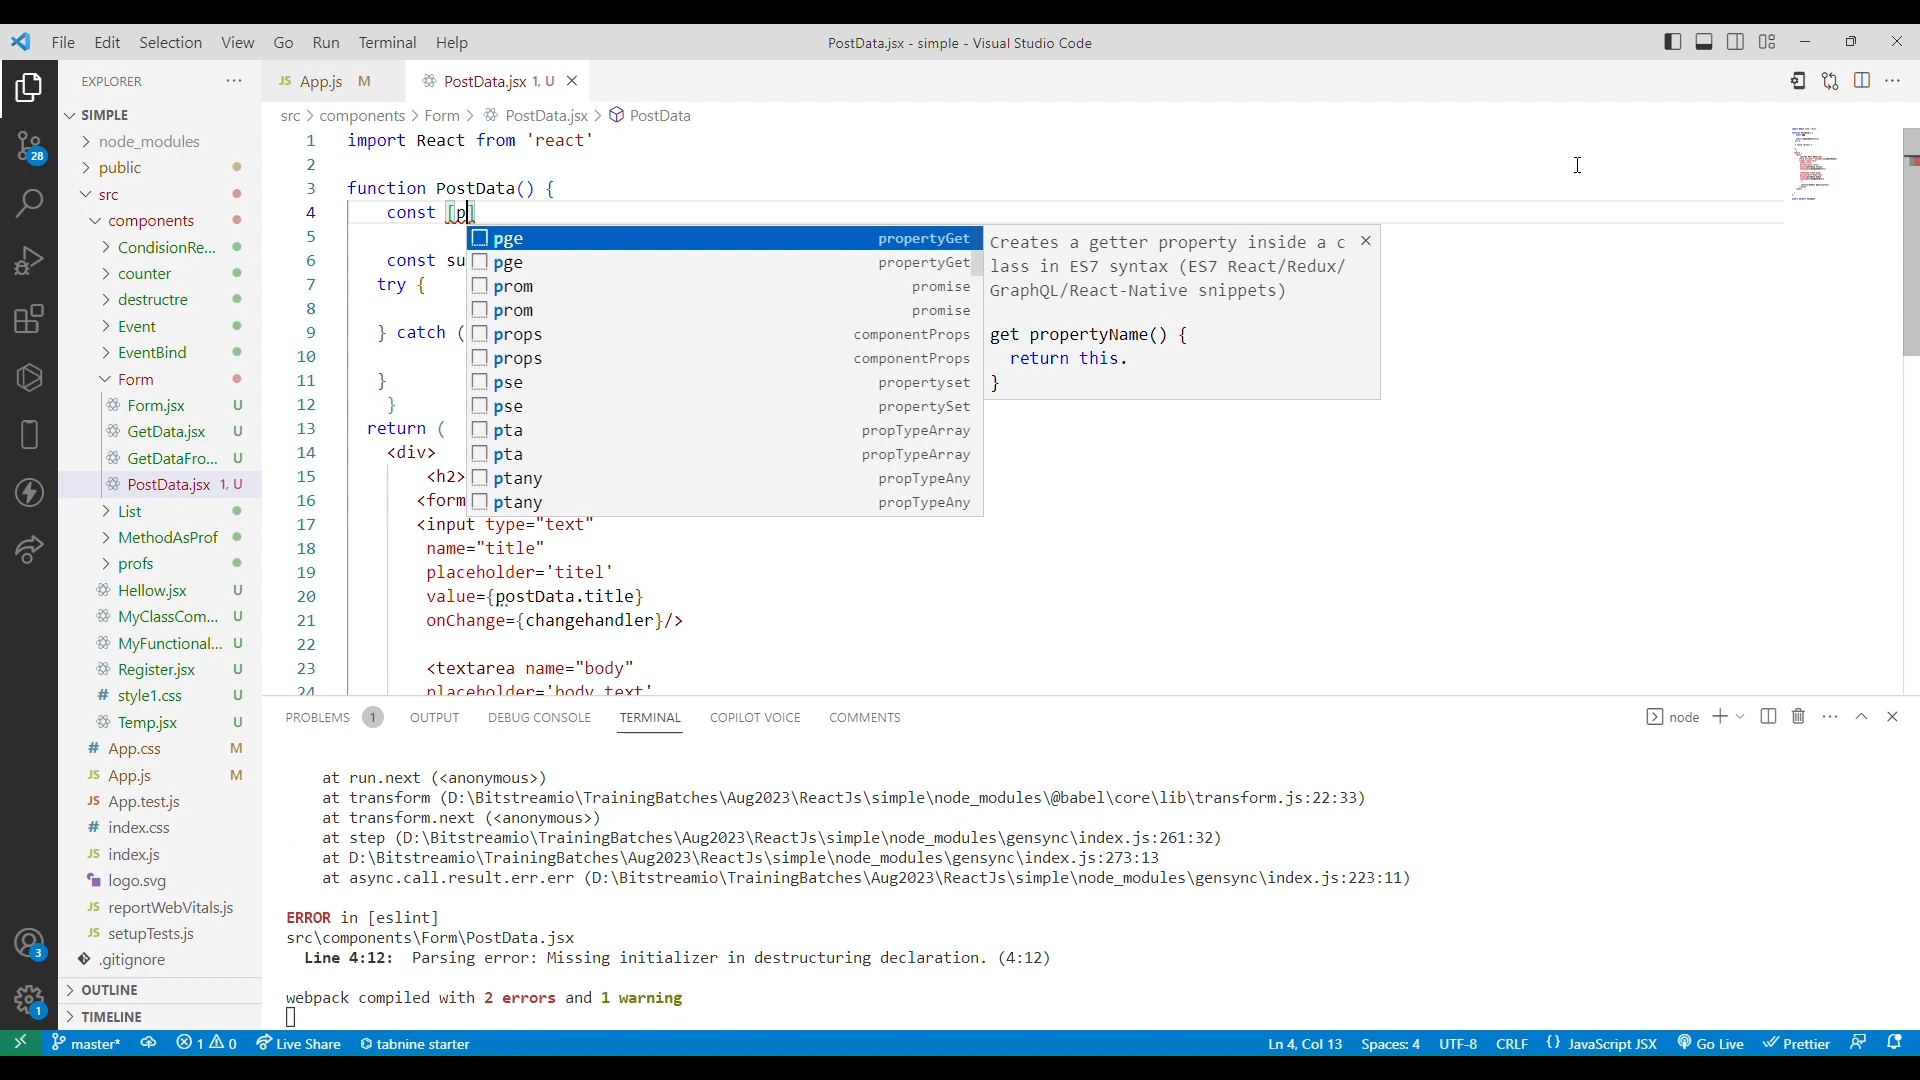 File Edit Selection View Go Run Terminal Help
PostData.jsx - simple - Visual Studio Code
EXPLORER
SIMPLE
node_modules
public
src
components
CondisionRe...
counter
destructre
Event
EventBind
Form
Form.jsx U
GetData.jsx U
GetDataFro... U
PostData.jsx 1, U
List
MethodAsProf
profs
Hellow.jsx U
MyClassCom... U
MyFunctional... U
Register.jsx U
style1.css U
Temp.jsx U
App.css M
App.js M
App.test.js
index.css
index.js
logo.svg
reportWebVitals.js
setupTests.js
.gitignore
OUTLINE
TIMELINE
28
3
1
JS App.js M
PostData.jsx 1, U
src > components > Form > PostData.jsx > PostData
1 import React from 'react'
2
3 function PostData() {
4 const [p]
5
6 const su
7 try {
8
9 } catch (
10
11 }
12 }
13 return (
14 <div>
15 <h2>
16 <form
17 <input type="text"
18 name="title"
19 placeholder='titel'
20 value={postData.title}
21 onChange={changehandler}/>
22
23 <textarea name="body"
24 placeholder='body text'
pge propertyGet
pge propertyGet
prom promise
prom promise
props componentProps
props componentProps
pse propertyset
pse propertySet
pta propTypeArray
pta propTypeArray
ptany propTypeAny
ptany propTypeAny
Creates a getter property inside a c
lass in ES7 syntax (ES7 React/Redux/
GraphQL/React-Native snippets)
get propertyName() {
return this.
}
PROBLEMS 1 OUTPUT DEBUG CONSOLE TERMINAL COPILOT VOICE COMMENTS
node
at run.next (<anonymous>)
at transform (D:\Bitstreamio\TrainingBatches\Aug2023\ReactJs\simple\node_modules\@babel\core\lib\transform.js:22:33)
at transform.next (<anonymous>)
at step (D:\Bitstreamio\TrainingBatches\Aug2023\ReactJs\simple\node_modules\gensync\index.js:261:32)
at D:\Bitstreamio\TrainingBatches\Aug2023\ReactJs\simple\node_modules\gensync\index.js:273:13
at async.call.result.err.err (D:\Bitstreamio\TrainingBatches\Aug2023\ReactJs\simple\node_modules\gensync\index.js:223:11)
ERROR in [eslint]
src\components\Form\PostData.jsx
Line 4:12: Parsing error: Missing initializer in destructuring declaration. (4:12)
webpack compiled with 2 errors and 1 warning
master* 1 0 Live Share tabnine starter
Ln 4, Col 13 Spaces: 4 UTF-8 CRLF {} JavaScript JSX Go Live Prettier